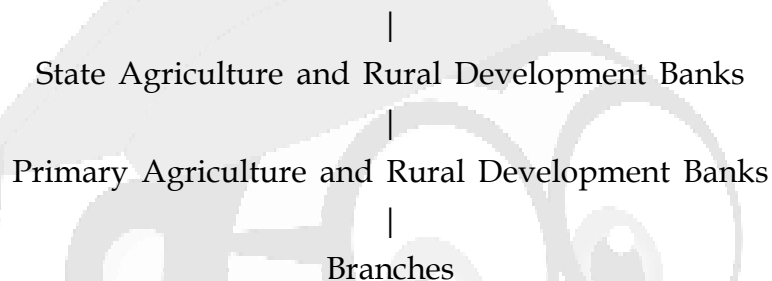 |
State Agriculture and Rural Development Banks
|
Primary Agriculture and Rural Development Banks
|
Branches